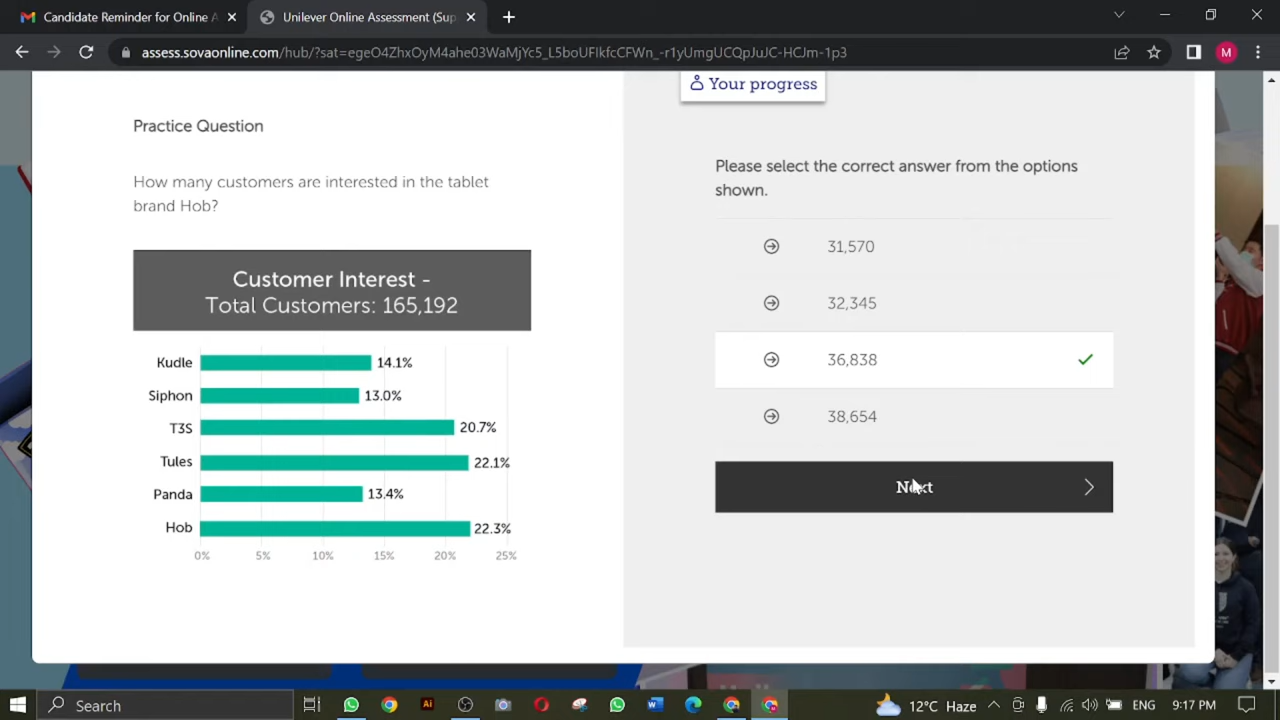 Candidate Reminder for Online A
Unilever Online Assessment (Sup
assess.sovaonline.com/hub/?sat=egeO4ZhxOyM4ahe03WaMjYc5_L5boUFIkfcCFWn_-r1yUmgUCQpJuJC-HCJm-1p3
M
Your progress
Practice Question
How many customers are interested in the tablet
brand Hob?
Customer Interest -
Total Customers: 165,192
Kudle 14.1%
Siphon 13.0%
T3S 20.7%
Tules 22.1%
Panda 13.4%
Hob 22.3%
0% 5% 10% 15% 20% 25%
Please select the correct answer from the options
shown.
31,570
32,345
36,838
38,654
Next
Search
Ai
12°C Haze
9:17 PM